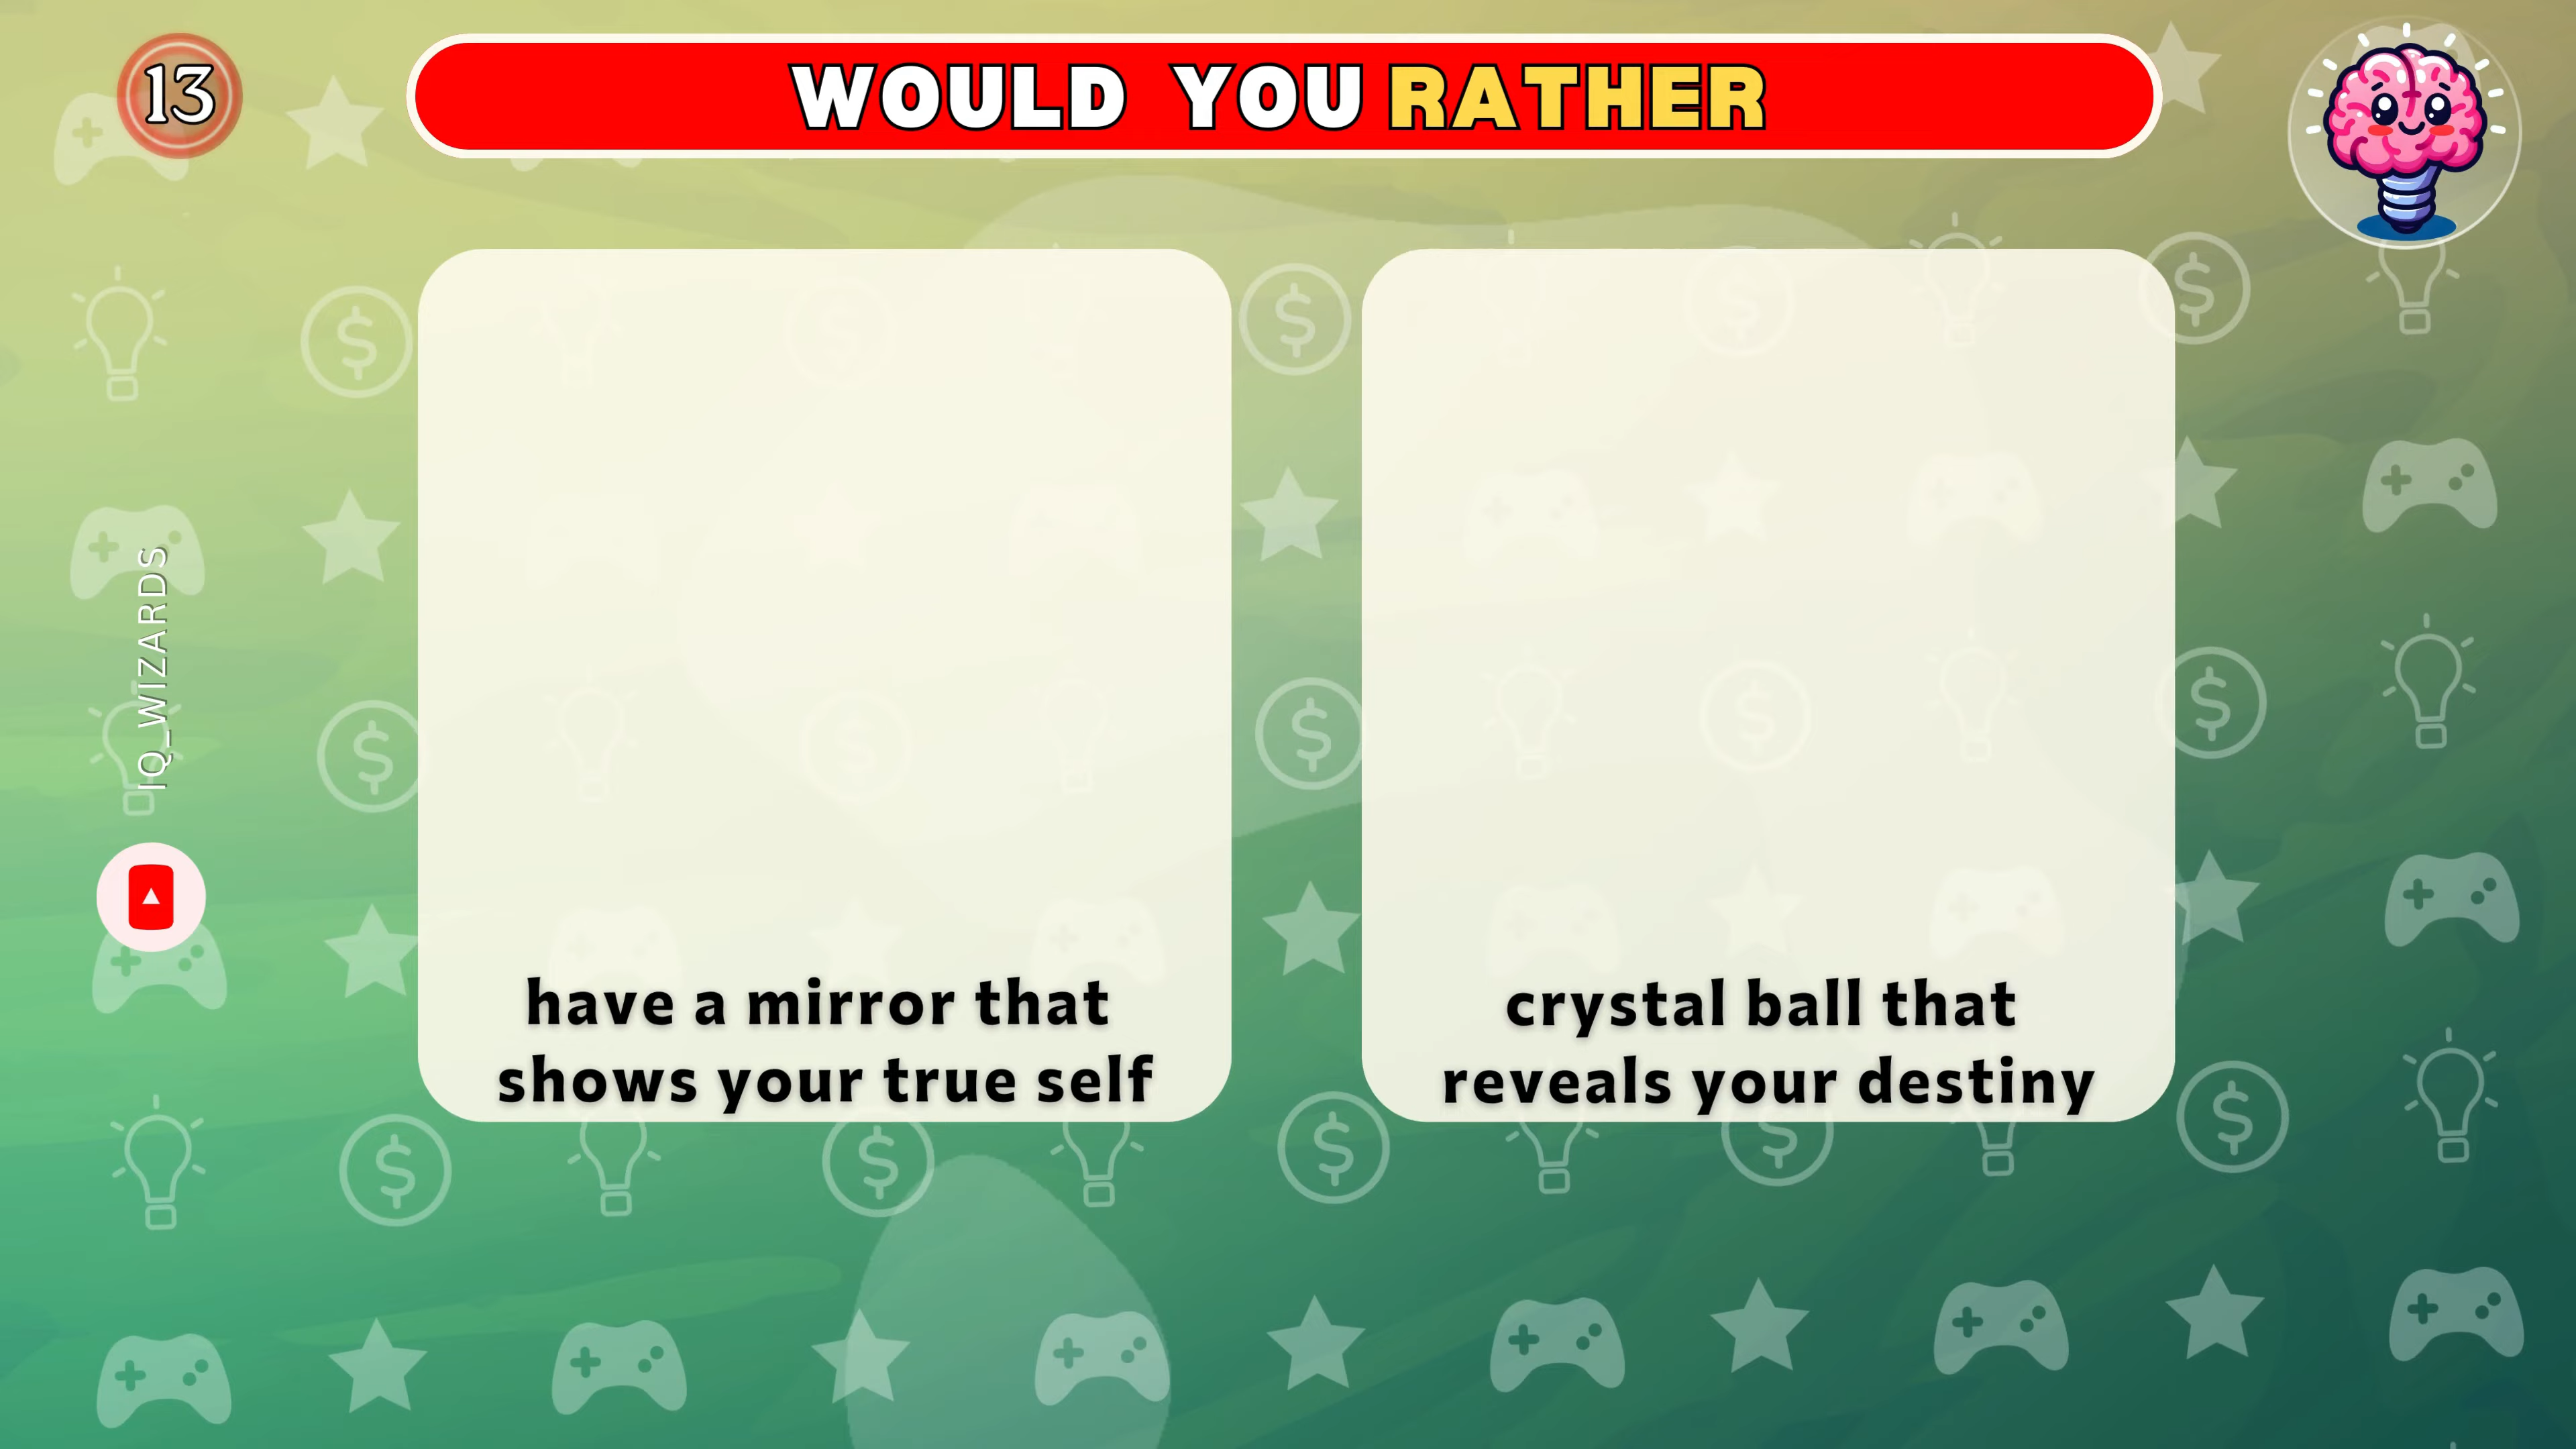 13
WOULD YOU RATHER
have a mirror that
shows your true self
crystal ball that
reveals your destiny
IQ_WIZARDS